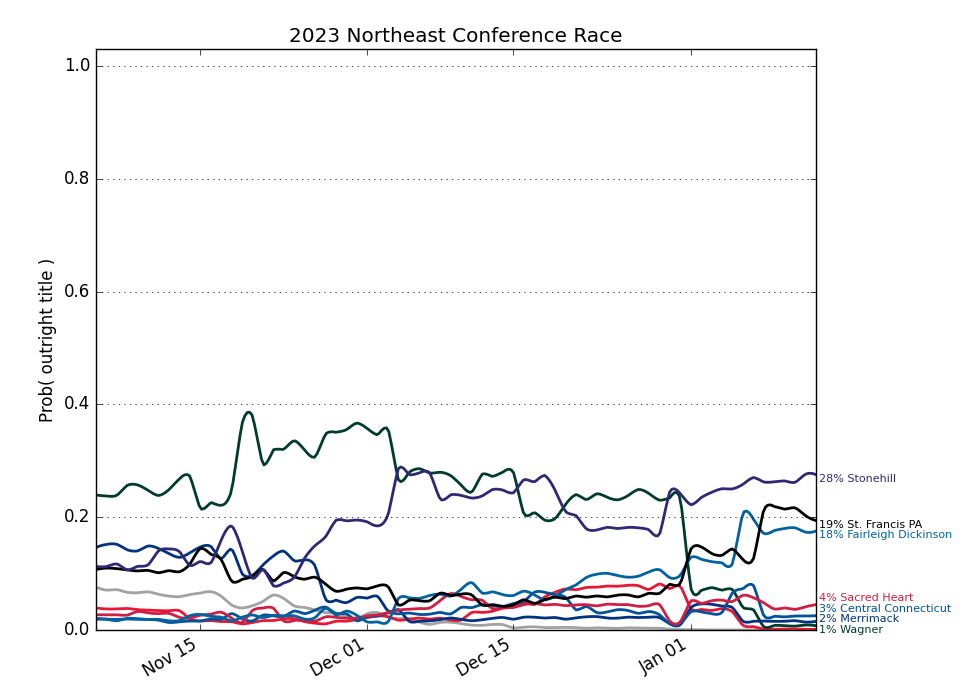 2023 Northeast Conference Race
Prob( outright title )
1.0
0.8
0.6
0.4
0.2
0.0
Nov 15
Dec 01
Dec 15
Jan 01
28% Stonehill
19% St. Francis PA
18% Fairleigh Dickinson
4% Sacred Heart
3% Central Connecticut
2% Merrimack
1% Wagner